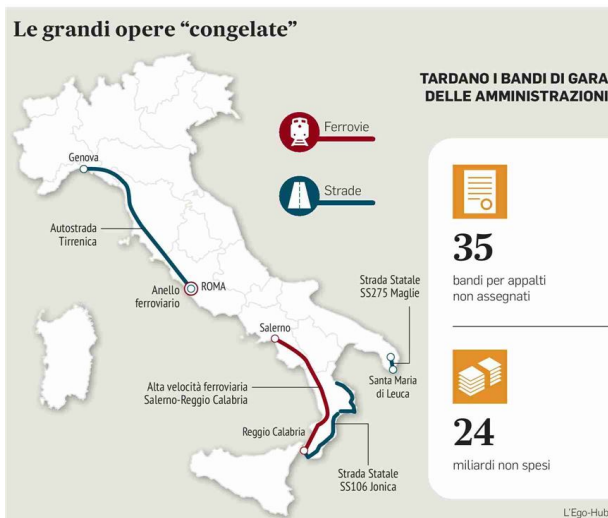 Le grandi opere “congelate”
TARDANO I BANDI DI GARA
DELLE AMMINISTRAZIONI
Ferrovie
Strade
Genova
Autostrada
Tirrenica
Anello
ferroviario
ROMA
Strada Statale
SS275 Maglie
Salerno
Santa Maria
di Leuca
Alta velocità ferroviaria
Salerno-Reggio Calabria
Reggio Calabria
Strada Statale
SS106 Jonica
35
bandi per appalti
non assegnati
24
miliardi non spesi
L'Ego-Hub